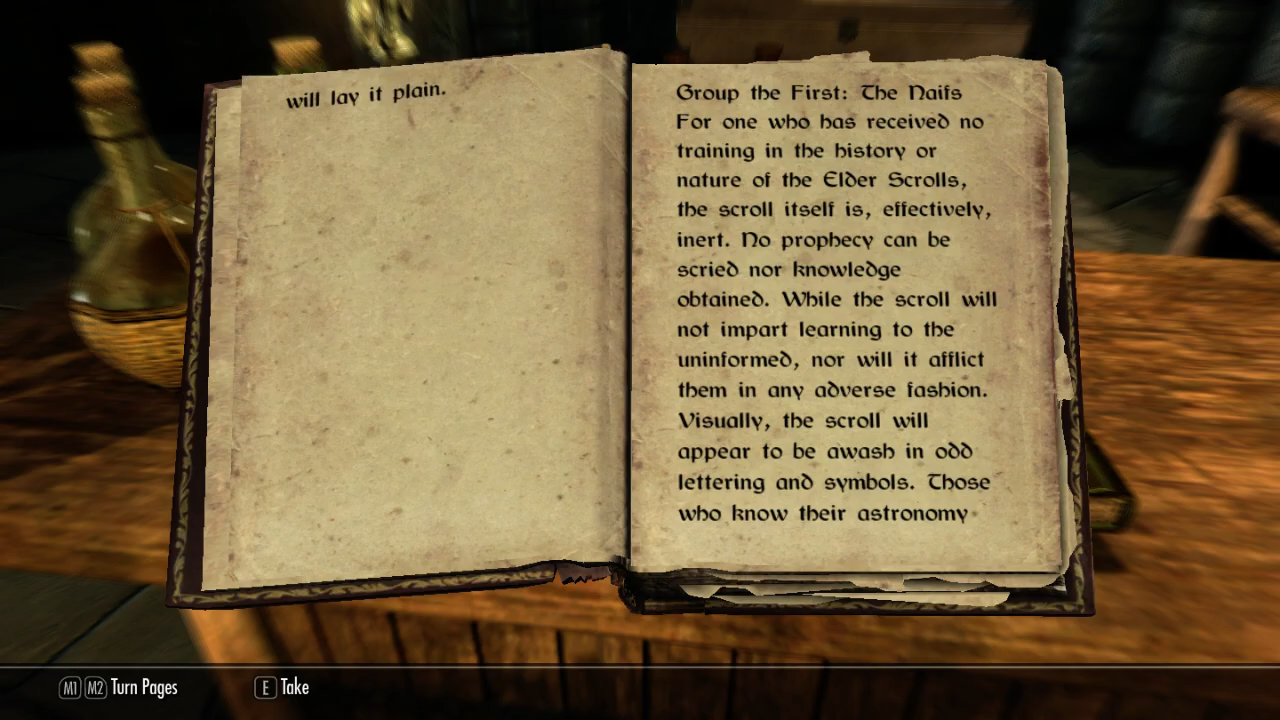 will lay it plain.
Group the First: The Naifs
For one who has received no
training in the history or
nature of the Elder Scrolls,
the scroll itself is, effectively,
inert. No prophecy can be
scried nor knowledge
obtained. While the scroll will
not impart learning to the
uninformed, nor will it afflict
them in any adverse fashion.
Visually, the scroll will
appear to be awash in odd
lettering and symbols. Those
who know their astronomy
M1 M2 Turn Pages
E Take